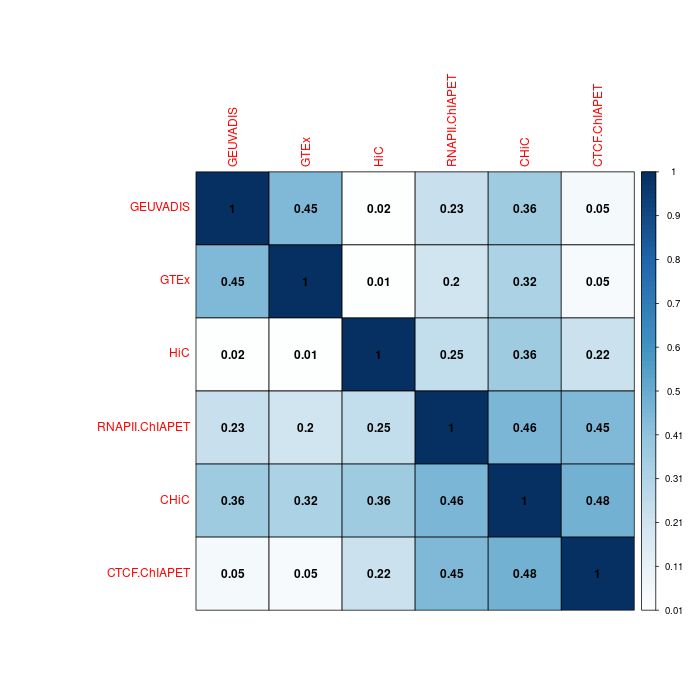 GEUVADIS
GTEx
HiC
RNAPII.ChIAPET
CHiC
CTCF.ChIAPET
GEUVADIS 1 0.45 0.02 0.23 0.36 0.05
GTEx 0.45 1 0.01 0.2 0.32 0.05
HiC 0.02 0.01 1 0.25 0.36 0.22
RNAPII.ChIAPET 0.23 0.2 0.25 1 0.46 0.45
CHiC 0.36 0.32 0.36 0.46 1 0.48
CTCF.ChIAPET 0.05 0.05 0.22 0.45 0.48 1
1
0.9
0.8
0.7
0.6
0.51
0.41
0.31
0.21
0.11
0.01